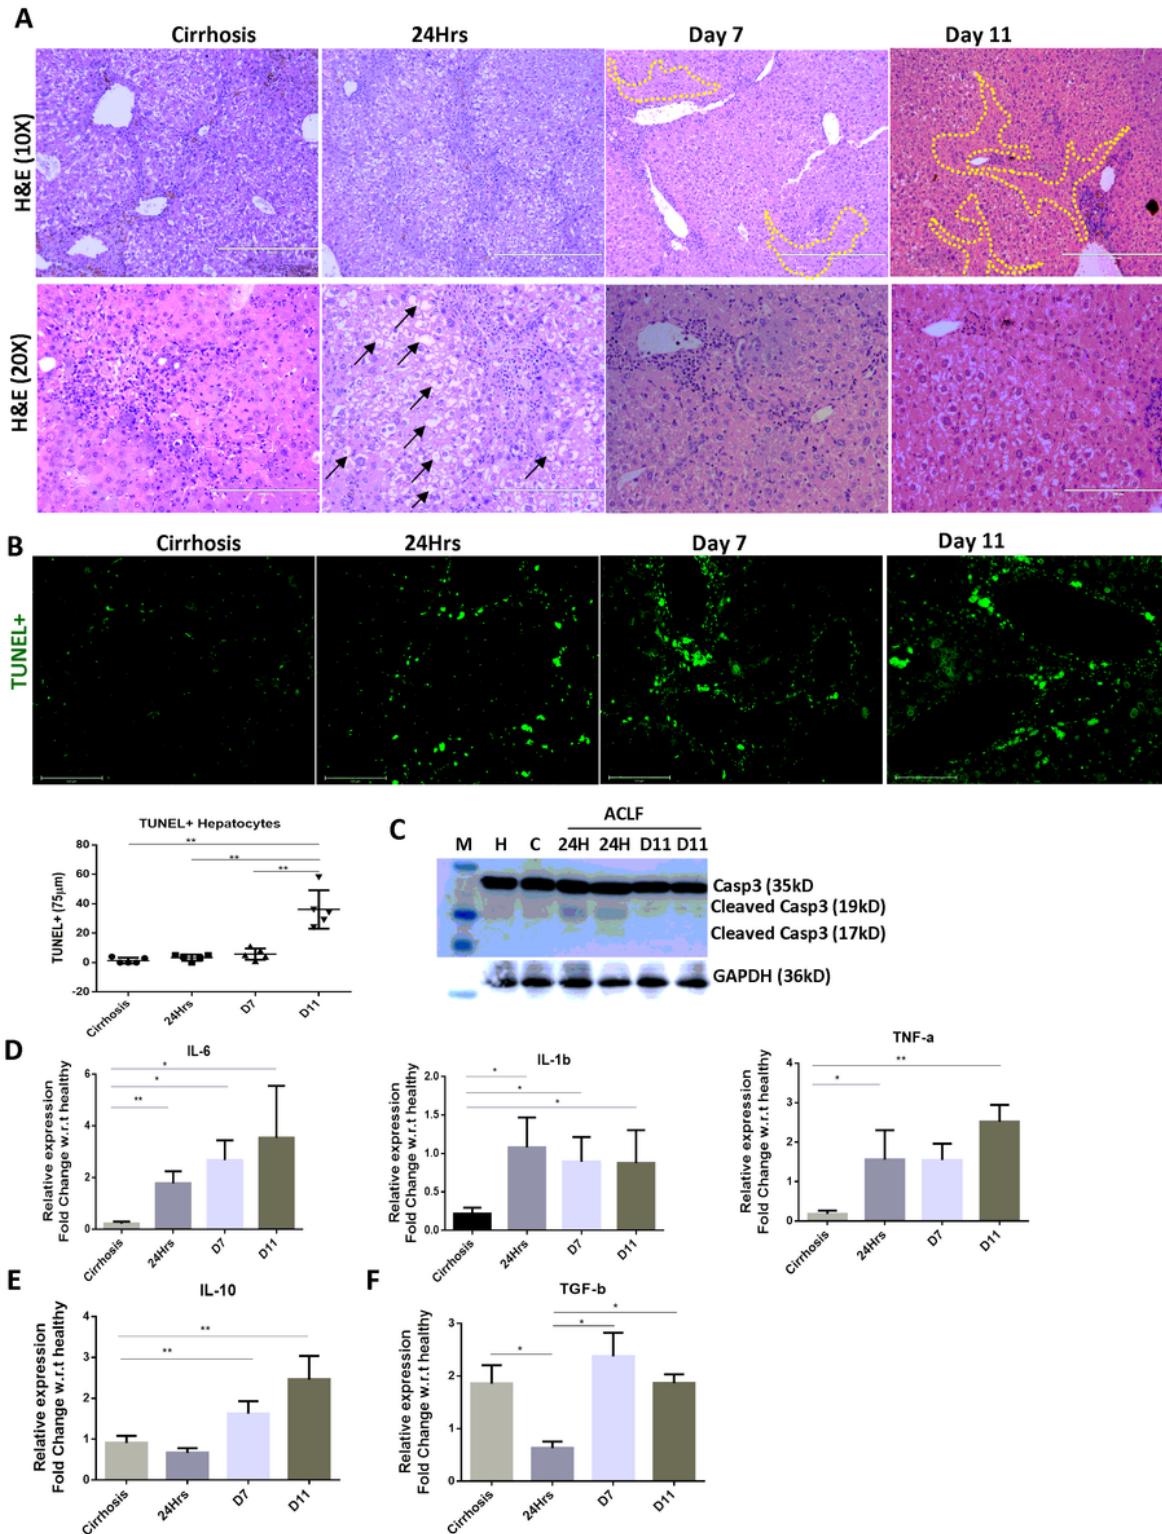 A
Cirrhosis 24Hrs Day 7 Day 11
H&E (10X)
H&E (20X)
B
Cirrhosis 24Hrs Day 7 Day 11
TUNEL+
TUNEL+ Hepatocytes
**
**
**
TUNEL+ (75µm)
80
60
40
20
0
-20
Cirrhosis 24Hrs D7 D11
C
ACLF
M H C 24H 24H D11 D11
Casp3 (35kD
Cleaved Casp3 (19kD)
Cleaved Casp3 (17kD)
GAPDH (36kD)
D
IL-6
Relative expression
Fold Change w.r.t healthy
6
4
2
0
*
*
**
Cirrhosis 24Hrs D7 D11
IL-1b
Relative expression
Fold Change w.r.t healthy
2.0
1.5
1.0
0.5
0.0
*
*
*
Cirrhosis 24Hrs D7 D11
TNF-a
Relative expression
Fold Change w.r.t healthy
4
3
2
1
0
**
*
Cirrhosis 24Hrs D7 D11
E
IL-10
Relative expression
Fold Change w.r.t healthy
4
3
2
1
0
**
**
Cirrhosis 24Hrs D7 D11
F
TGF-b
Relative expression
Fold Change w.r.t healthy
3
2
1
0
*
*
*
Cirrhosis 24Hrs D7 D11